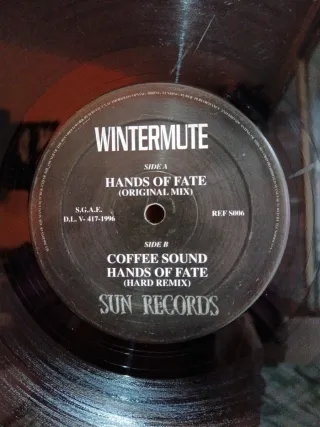 WINTERMUTE
SIDE A
HANDS OF FATE
(ORIGINAL MIX)
S.G.A.E.
D.L. V- 417-1996
REF S006
SIDE B
COFFEE SOUND
HANDS OF FATE
(HARD REMIX)
SUN RECORDS